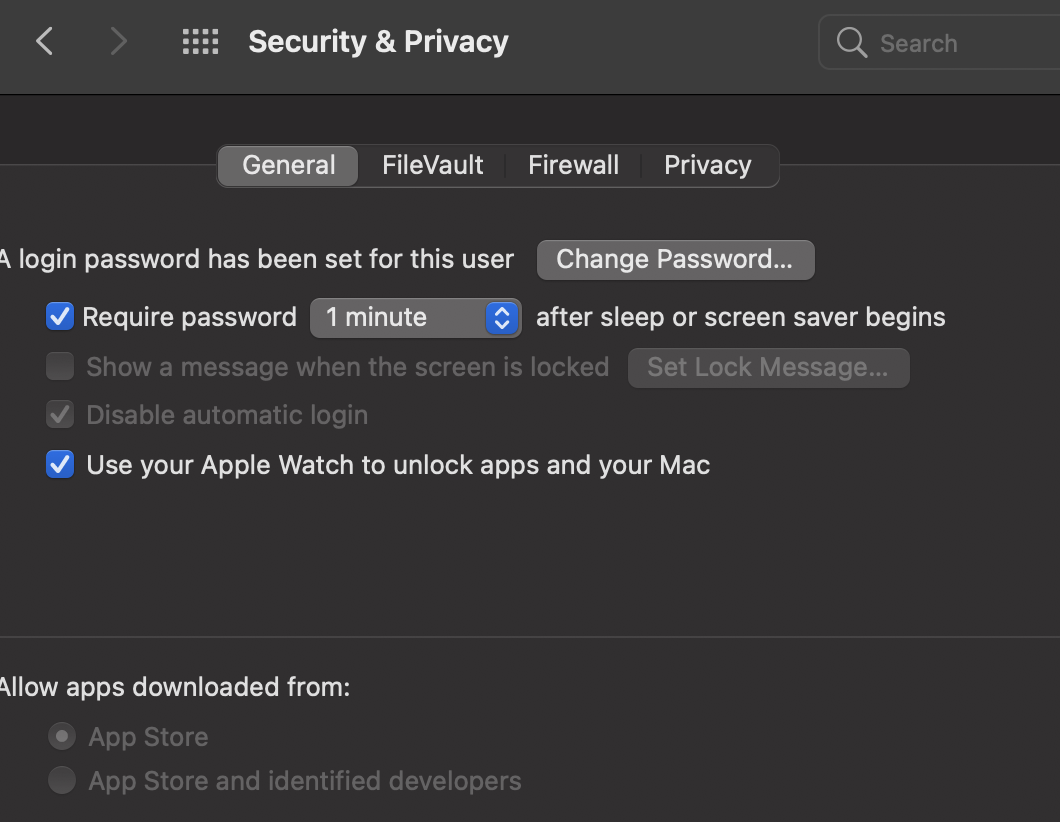 Security & Privacy
Search
General FileVault Firewall Privacy
A login password has been set for this user Change Password...
Require password 1 minute after sleep or screen saver begins
Show a message when the screen is locked Set Lock Message...
Disable automatic login
Use your Apple Watch to unlock apps and your Mac
Allow apps downloaded from:
App Store
App Store and identified developers